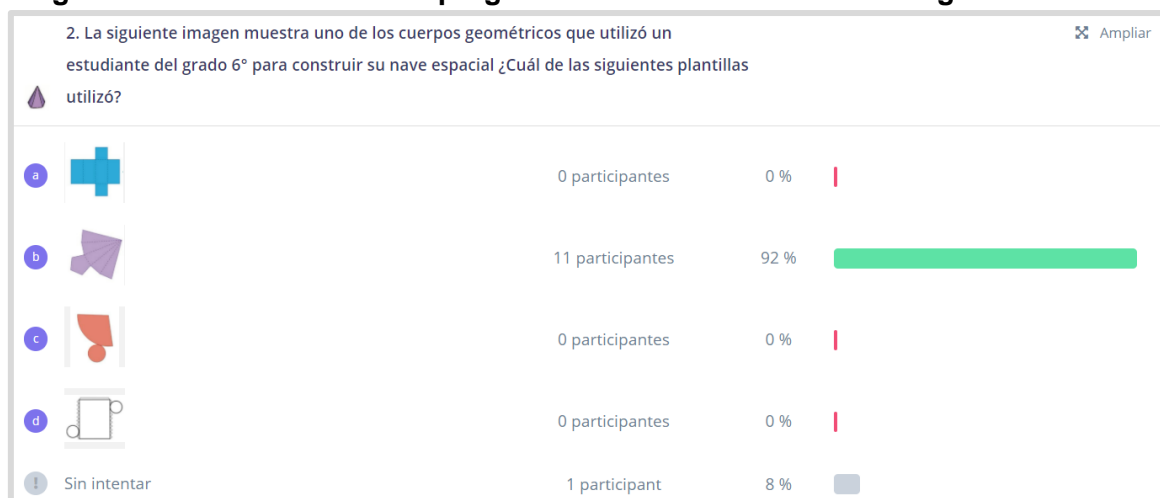 2. La siguiente imagen muestra uno de los cuerpos geométricos que utilizó un
Ampliar
estudiante del grado 6° para construir su nave espacial ¿Cuál de las siguientes plantillas
utilizó?
a
0 participantes
0 %
b
11 participantes
92 %
c
0 participantes
0 %
d
0 participantes
0 %
! Sin intentar
1 participant
8 %